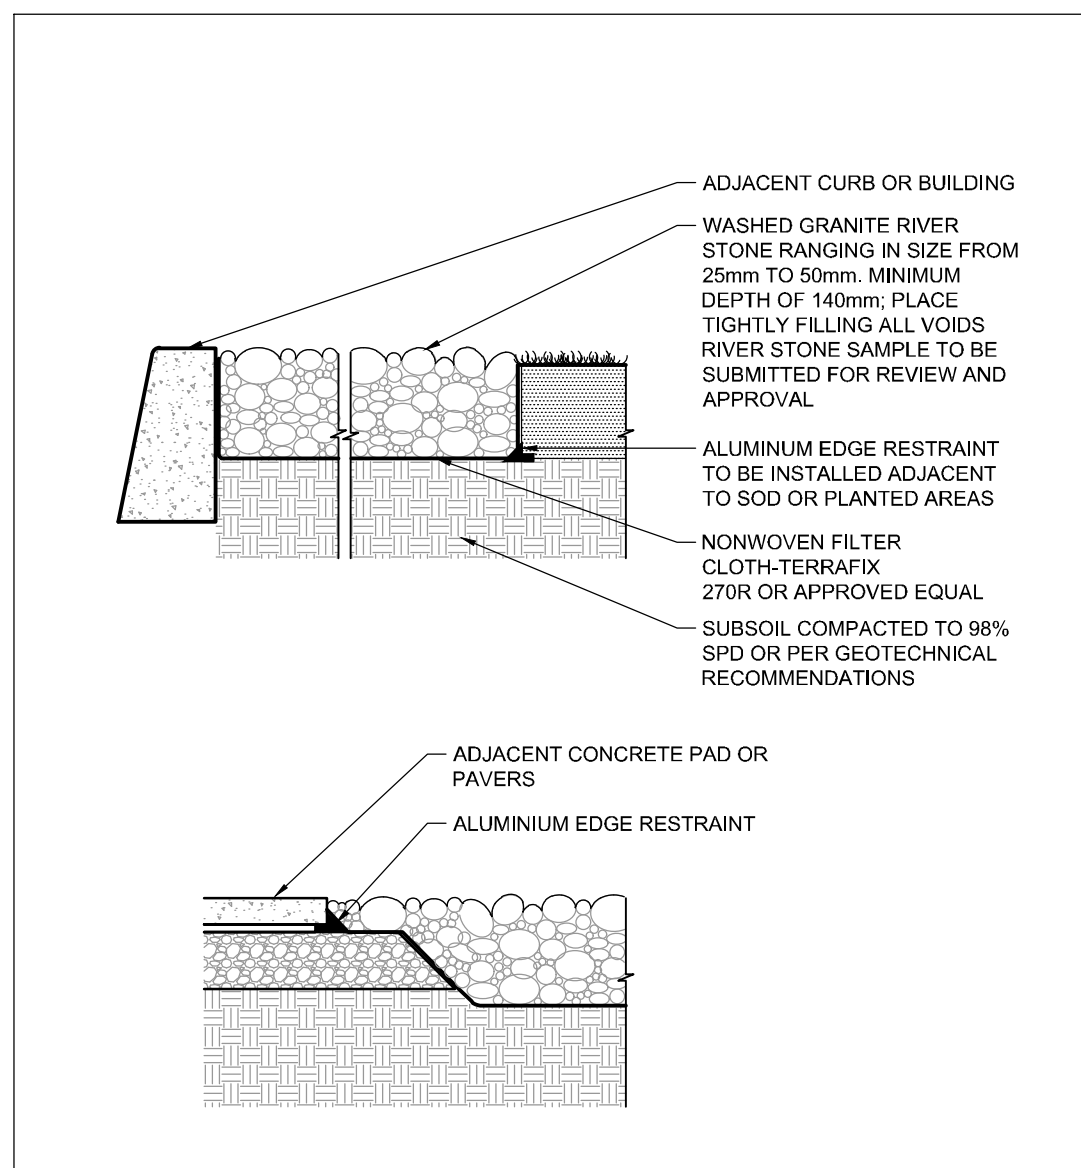 ADJACENT CURB OR BUILDING
WASHED GRANITE RIVER
STONE RANGING IN SIZE FROM
25mm TO 50mm. MINIMUM
DEPTH OF 140mm; PLACE
TIGHTLY FILLING ALL VOIDS
RIVER STONE SAMPLE TO BE
SUBMITTED FOR REVIEW AND
APPROVAL
ALUMINUM EDGE RESTRAINT
TO BE INSTALLED ADJACENT
TO SOD OR PLANTED AREAS
NONWOVEN FILTER
CLOTH-TERRAFIX
270R OR APPROVED EQUAL
SUBSOIL COMPACTED TO 98%
SPD OR PER GEOTECHNICAL
RECOMMENDATIONS
ADJACENT CONCRETE PAD OR
PAVERS
ALUMINIUM EDGE RESTRAINT